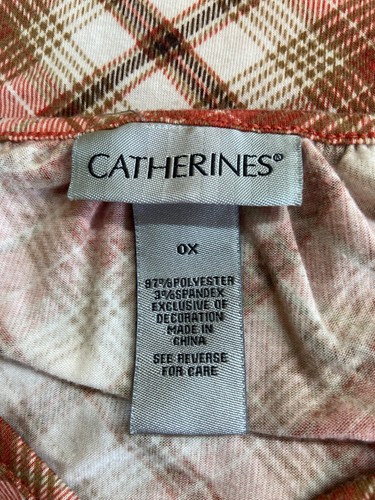 CATHERINES®
0X
97% POLYESTER
3% SPANDEX
EXCLUSIVE OF
DECORATION
MADE IN
CHINA
SEE REVERSE
FOR CARE